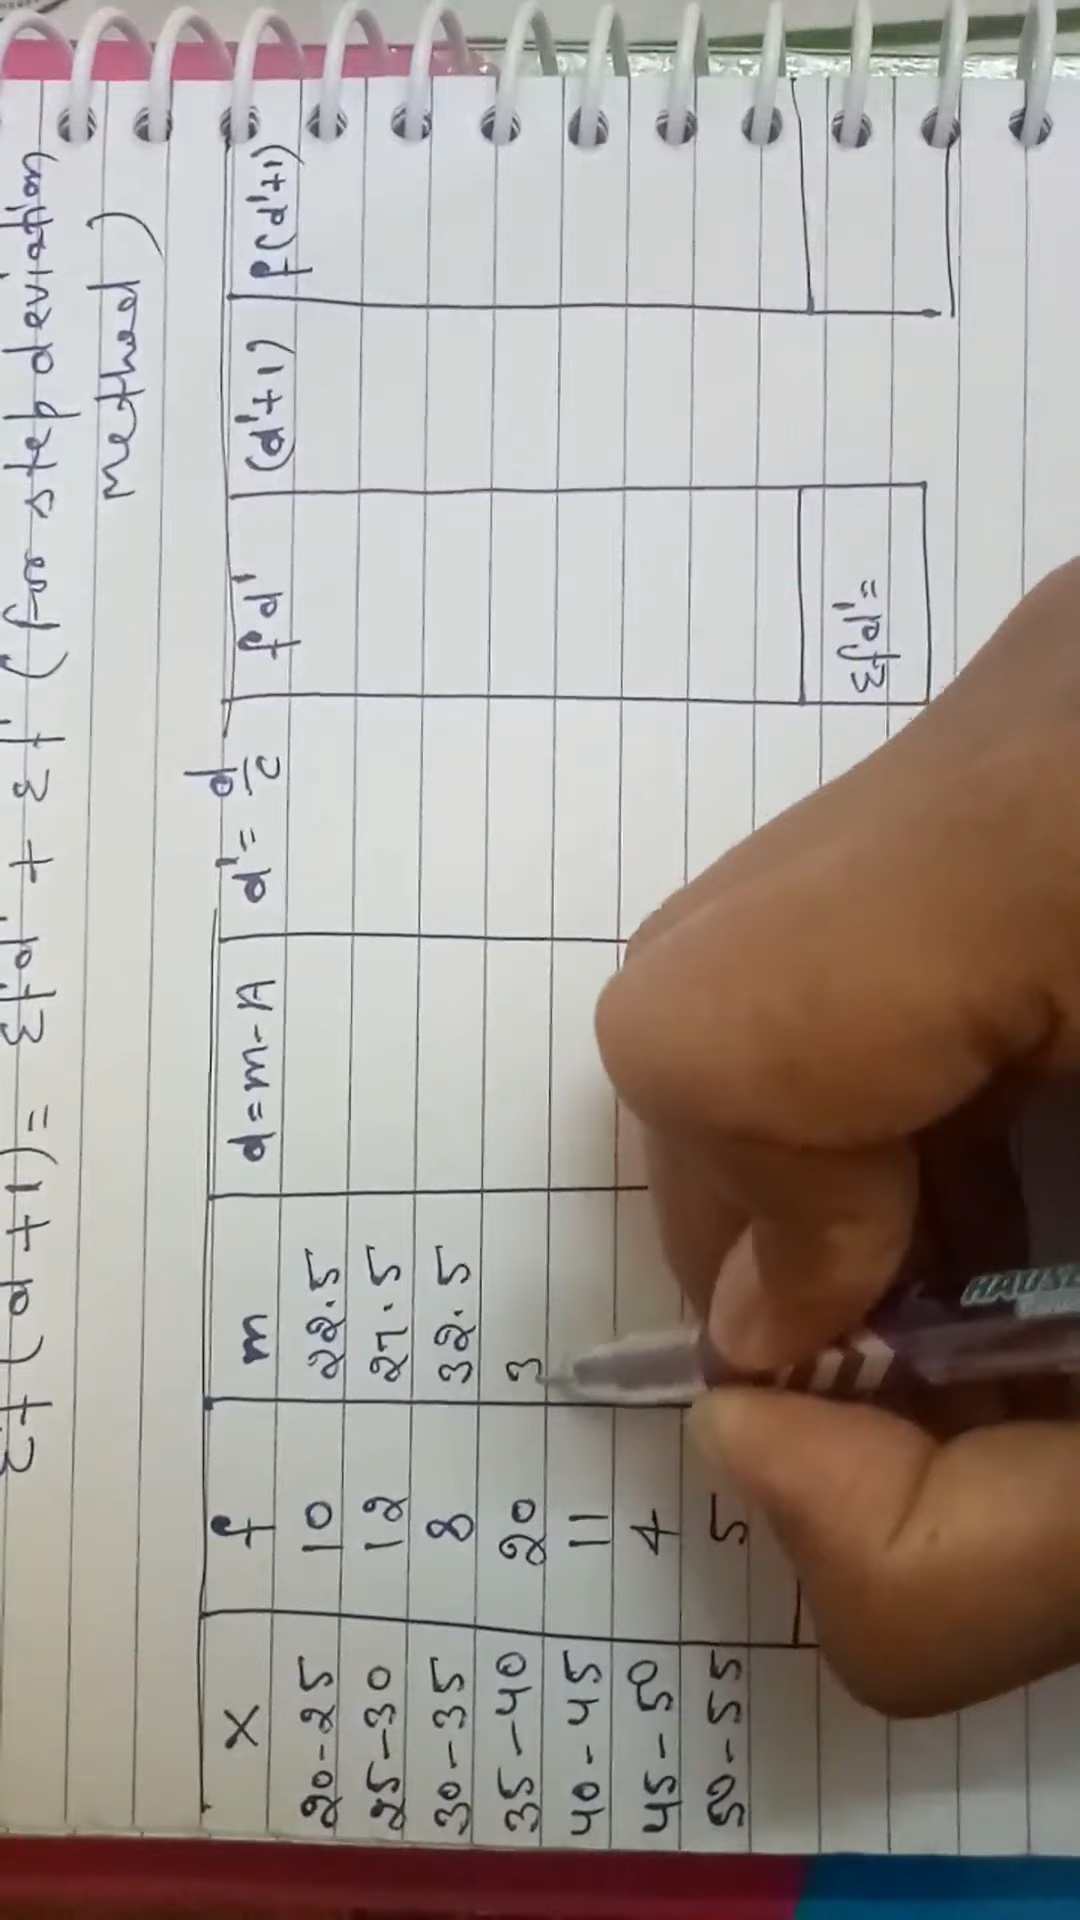 Σf(d'+1) = Σfd' + Σf (for step deviation
method)
X f m d=m-A d'=d/c fd' (d'+1) f(d'+1)
20-25 10 22.5
25-30 12 27.5
30-35 8 32.5
35-40 20 3
40-45 11
45-50 4
50-55 5
Σfd'=